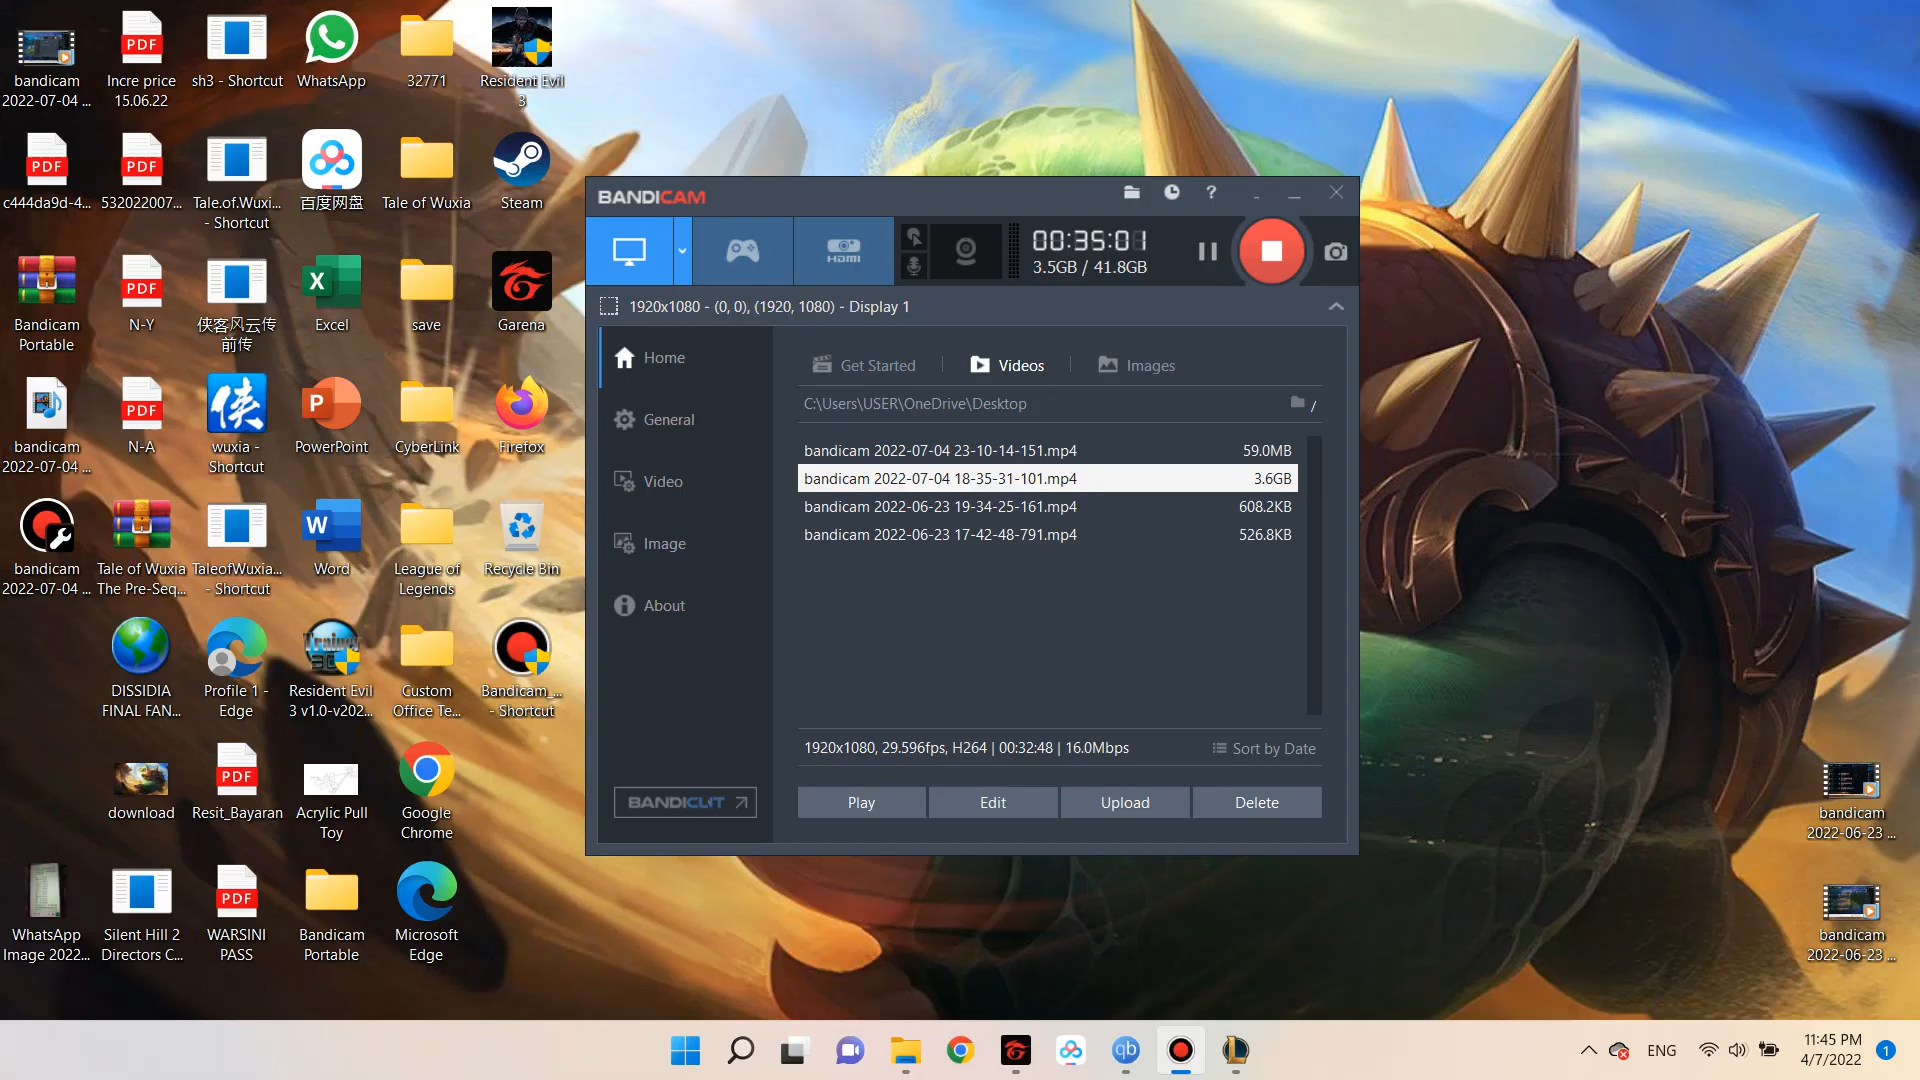 bandicam
2022-07-04 ...
Incre price
15.06.22
sh3 - Shortcut
WhatsApp
32771
Resident Evil
3
PDF
c444da9d-4...
PDF
532022007...
Tale.of.Wuxi...
- Shortcut
百度网盘
Tale of Wuxia
Steam
Bandicam
Portable
PDF
N-Y
侠客风云传
前传
Excel
save
Garena
bandicam
2022-07-04 ...
PDF
N-A
侠
wuxia -
Shortcut
PowerPoint
CyberLink
Firefox
bandicam
2022-07-04 ...
Tale of Wuxia
The Pre-Seq...
TaleofWuxia...
- Shortcut
Word
League of
Legends
Recycle Bin
DISSIDIA
FINAL FAN...
Profile 1 -
Edge
Resident Evil
3 v1.0-v202...
Custom
Office Te...
Bandicam_...
- Shortcut
download
PDF
Resit_Bayaran
Acrylic Pull
Toy
Google
Chrome
WhatsApp
Image 2022...
Silent Hill 2
Directors C...
PDF
WARSINI
PASS
Bandicam
Portable
Microsoft
Edge
BANDICAM
HDMI
00:35:01
3.5GB / 41.8GB
1920x1080 - (0, 0), (1920, 1080) - Display 1
Home
General
Video
Image
About
BANDICUT
Get Started
Videos
Images
C:\Users\USER\OneDrive\Desktop
bandicam 2022-07-04 23-10-14-151.mp4 59.0MB
bandicam 2022-07-04 18-35-31-101.mp4 3.6GB
bandicam 2022-06-23 19-34-25-161.mp4 608.2KB
bandicam 2022-06-23 17-42-48-791.mp4 526.8KB
1920x1080, 29.596fps, H264 | 00:32:48 | 16.0Mbps
Sort by Date
Play
Edit
Upload
Delete
bandicam
2022-06-23 ...
bandicam
2022-06-23 ...
qb
ENG
11:45 PM
4/7/2022
1